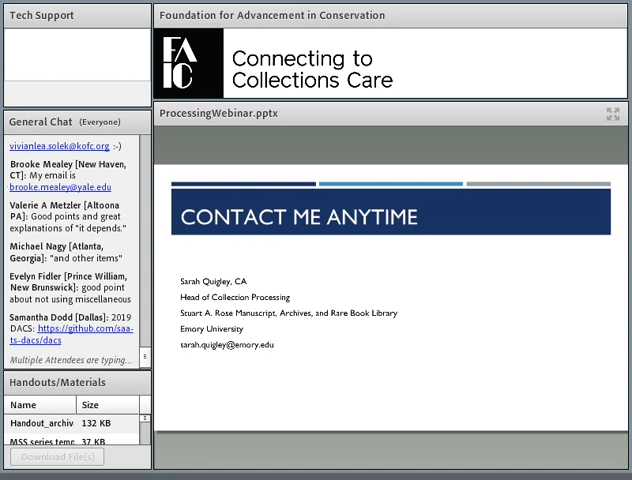 Tech Support
General Chat (Everyone)
vivianlea.solek@kofc.org :-)
Brooke Mealey [New Haven,
CT]: My email is
brooke.mealey@yale.edu
Valerie A Metzler [Altoona
PA]: Good points and great
explanations of "it depends."
Michael Nagy [Atlanta,
Georgia]: "and other items"
Evelyn Fidler [Prince William,
New Brunswick]: good point
about not using miscellaneous
Samantha Dodd [Dallas]: 2019
DACS: https://github.com/saa-
ts-dacs/dacs
Multiple Attendees are typing...
Handouts/Materials
Name Size
Handout_archiv 132 KB
MSS series temp 37 KB
Download File(s)
Foundation for Advancement in Conservation
FAIC
Connecting to
Collections Care
ProcessingWebinar.pptx
CONTACT ME ANYTIME
Sarah Quigley, CA
Head of Collection Processing
Stuart A. Rose Manuscript, Archives, and Rare Book Library
Emory University
sarah.quigley@emory.edu